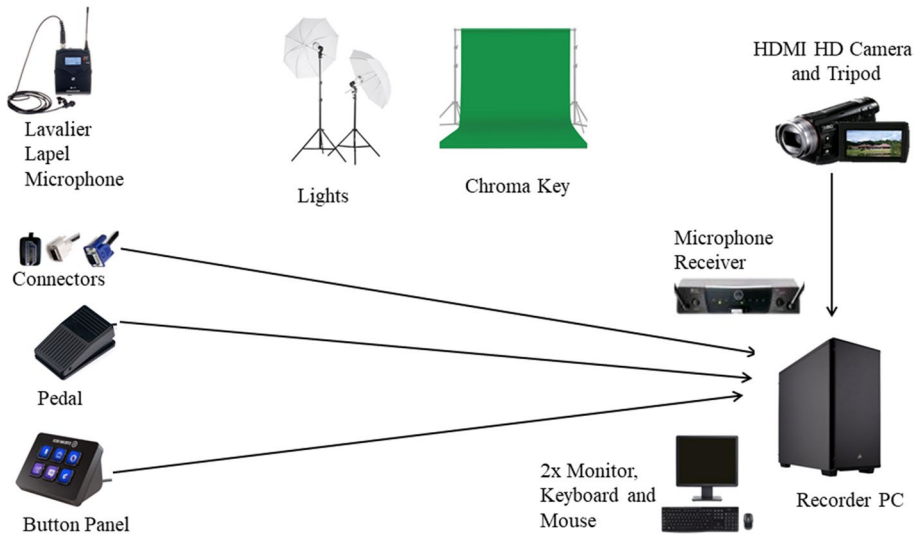 HDMI HD Camera
and Tripod
Lavalier
Lapel
Microphone
Lights
Chroma Key
Microphone
Receiver
Connectors
Pedal
Button Panel
2x Monitor,
Keyboard and
Mouse
Recorder PC